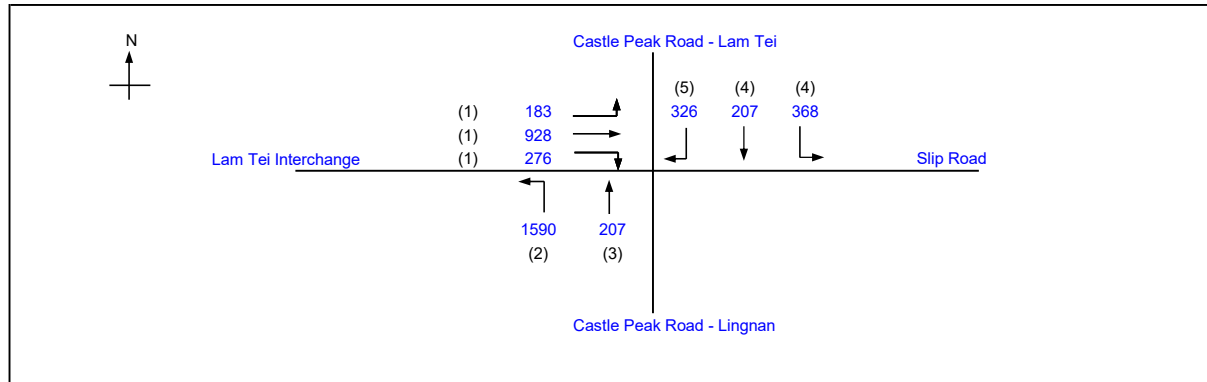 N
Castle Peak Road - Lam Tei
(5) (4) (4)
(1) 183 326 207 368
(1) 928
Lam Tei Interchange (1) 276 Slip Road
1590 207
(2) (3)
Castle Peak Road - Lingnan